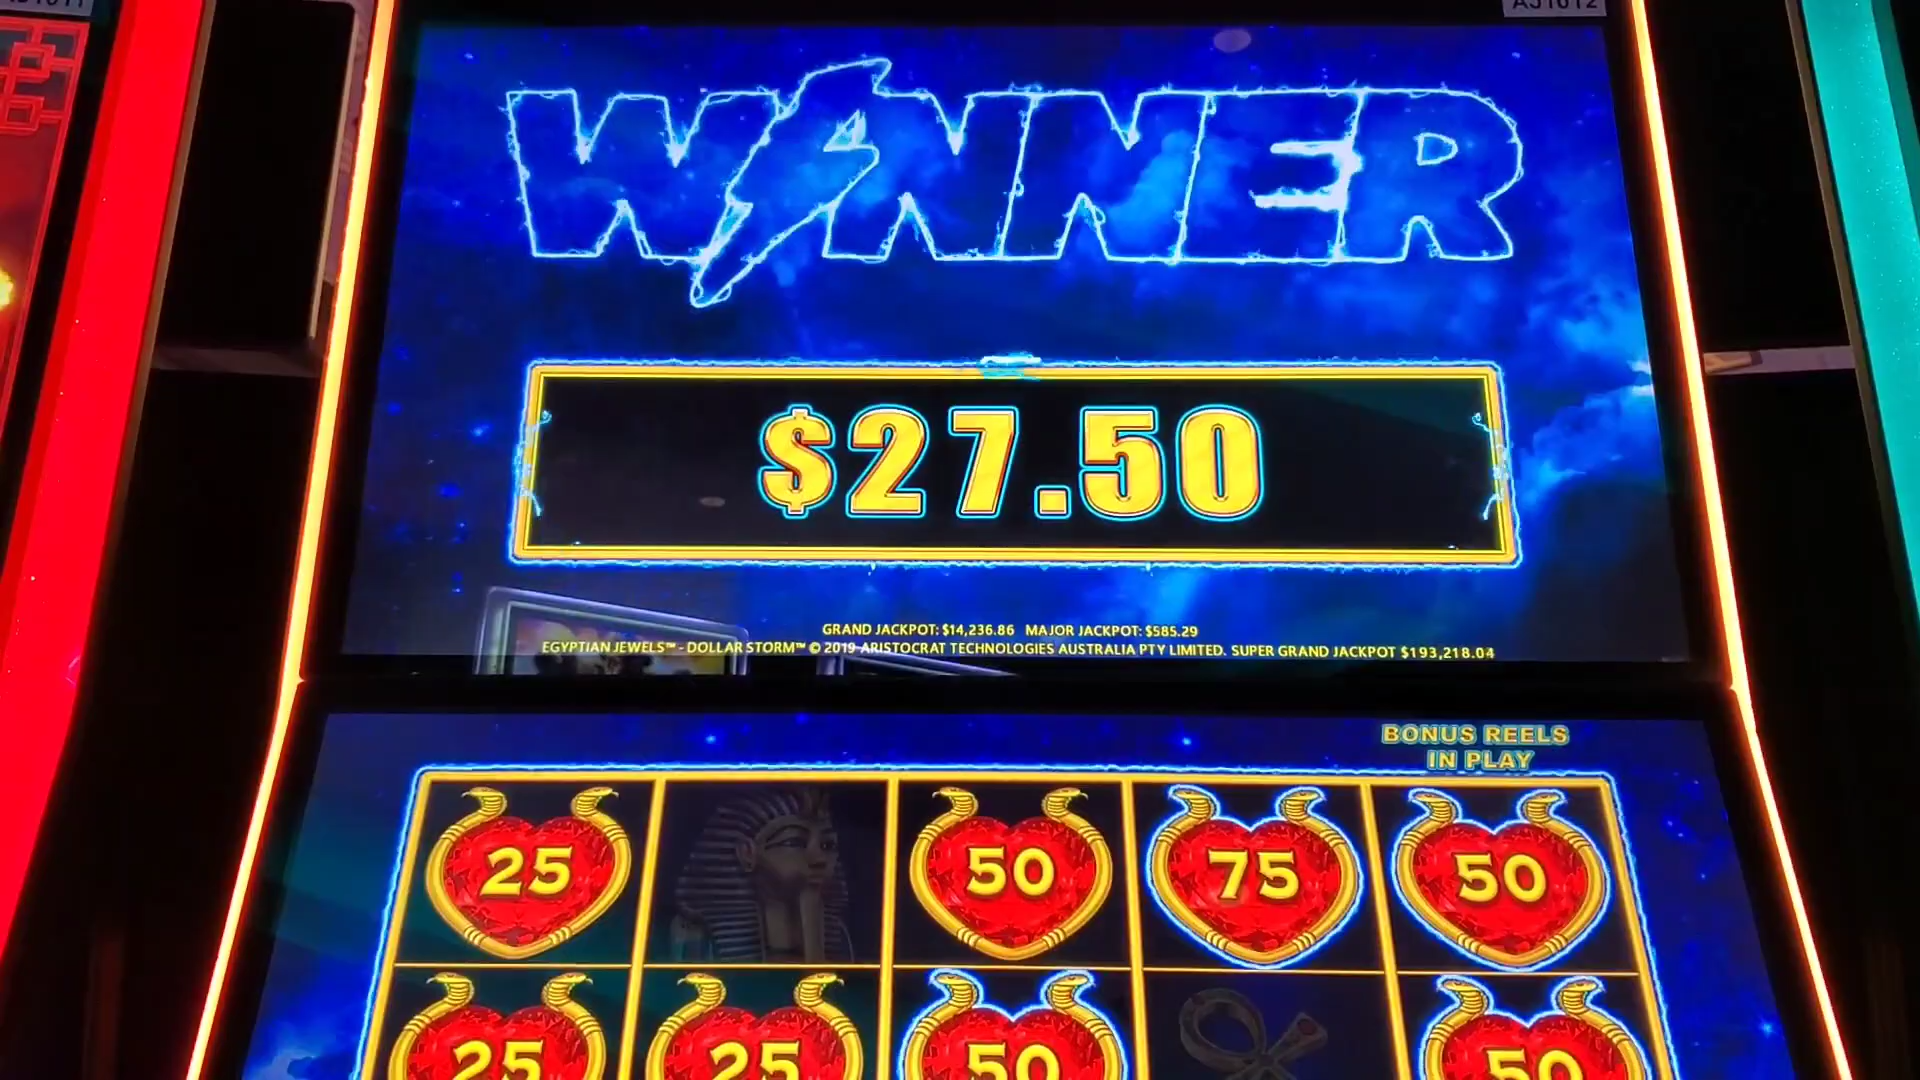 WINNER
$27.50
GRAND JACKPOT: $14,236.86 MAJOR JACKPOT: $585.29
EGYPTIAN JEWELS™ - DOLLAR STORM™ © 2019 ARISTOCRAT TECHNOLOGIES AUSTRALIA PTY LIMITED. SUPER GRAND JACKPOT $193,218.04
BONUS REELS
IN PLAY
25 50 75 50
25 25 50 50